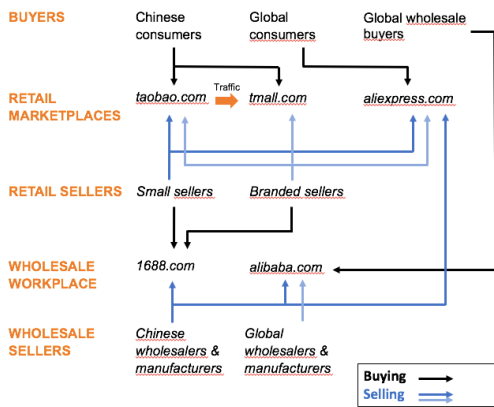 BUYERS
Chinese
consumers
Global
consumers
Global wholesale
buyers
RETAIL
MARKETPLACES
taobao.com
Traffic
tmall.com
aliexpress.com
RETAIL SELLERS
Small sellers
Branded sellers
WHOLESALE
WORKPLACE
1688.com
alibaba.com
WHOLESALE
SELLERS
Chinese
wholesalers &
manufacturers
Global
wholesalers &
manufacturers
Buying
Selling